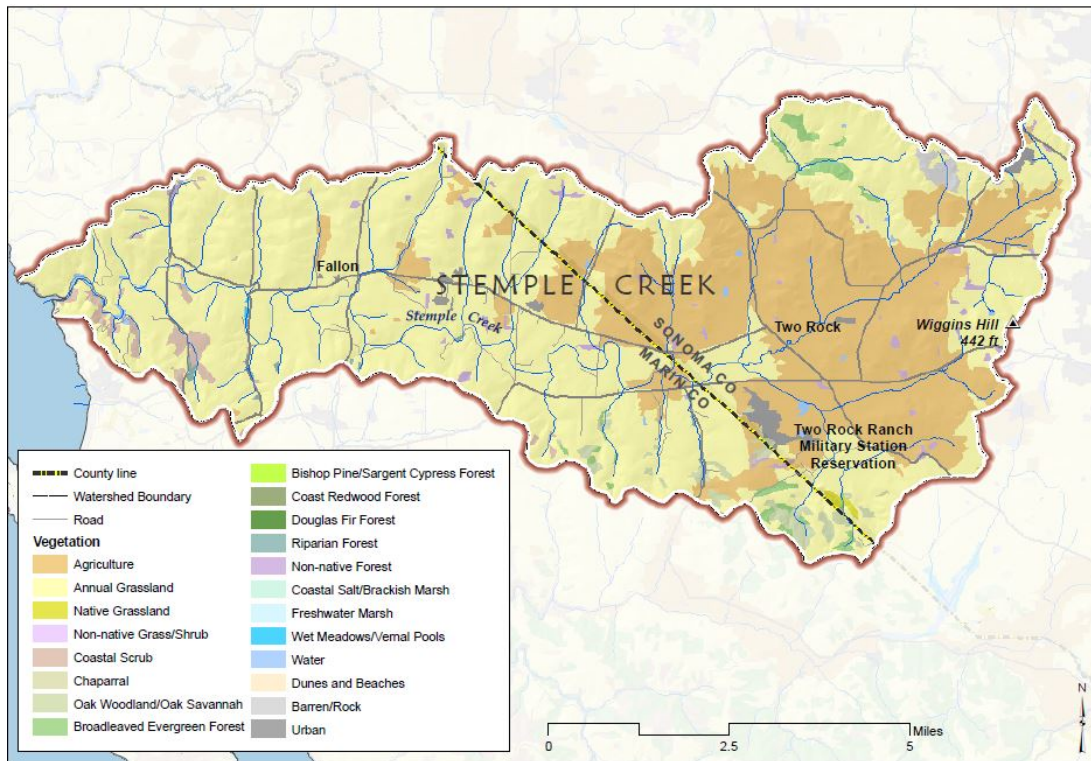 Fallon
STEMPLE CREEK
Stemple Creek
SONOMA CO
MARIN CO
Two Rock
Wiggins Hill
442 ft
Two Rock Ranch
Military Station
Reservation
County line
Watershed Boundary
Road
Vegetation
Agriculture
Annual Grassland
Native Grassland
Non-native Grass/Shrub
Coastal Scrub
Chaparral
Oak Woodland/Oak Savannah
Broadleaved Evergreen Forest
Bishop Pine/Sargent Cypress Forest
Coast Redwood Forest
Douglas Fir Forest
Riparian Forest
Non-native Forest
Coastal Salt/Brackish Marsh
Freshwater Marsh
Wet Meadows/Vernal Pools
Water
Dunes and Beaches
Barren/Rock
Urban
Miles
0 2.5 5
N